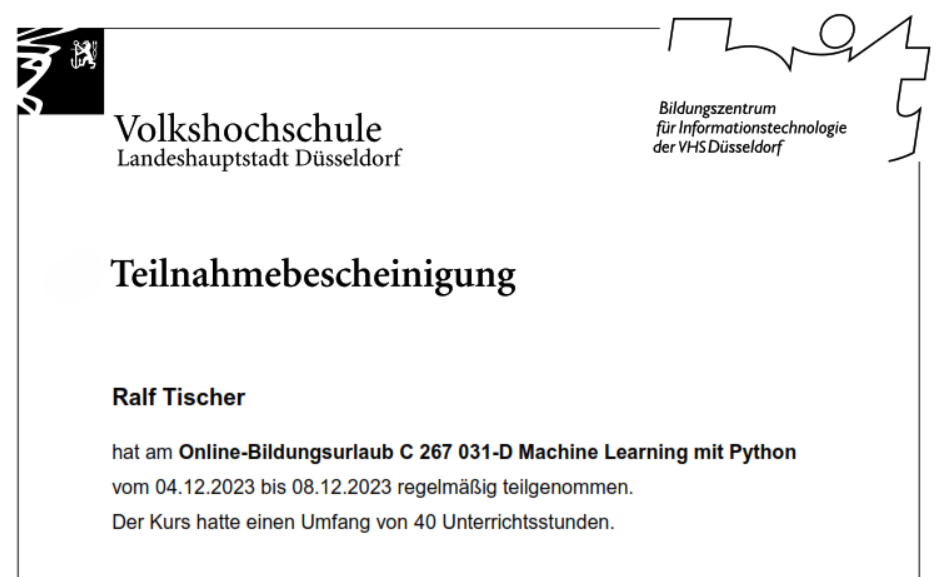 Volkshochschule
Landeshauptstadt Düsseldorf
Bildungszentrum
für Informationstechnologie
der VHS Düsseldorf
Teilnahmebescheinigung
Ralf Tischer
hat am Online-Bildungsurlaub C 267 031-D Machine Learning mit Python
vom 04.12.2023 bis 08.12.2023 regelmäßig teilgenommen.
Der Kurs hatte einen Umfang von 40 Unterrichtsstunden.